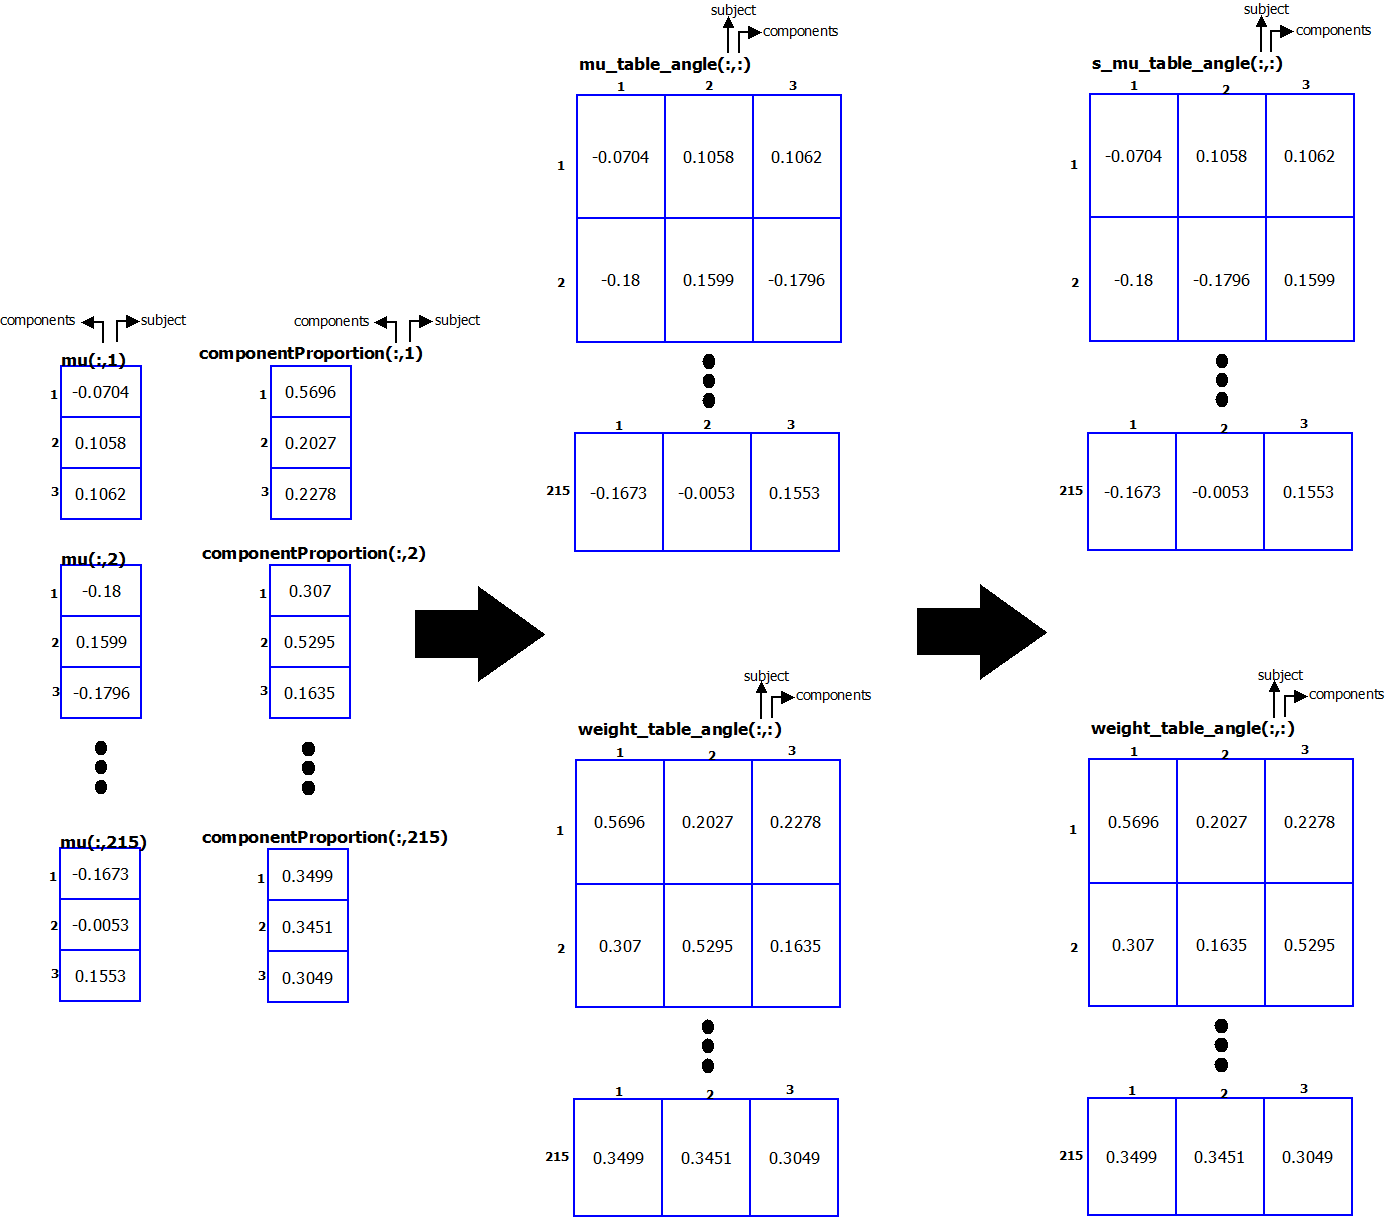 components
subject
mu(:,1)
1 -0.0704
2 0.1058
3 0.1062
mu(:,2)
1 -0.18
2 0.1599
3 -0.1796
mu(:,215)
1 -0.1673
2 -0.0053
3 0.1553
components
subject
componentProportion(:,1)
1 0.5696
2 0.2027
3 0.2278
componentProportion(:,2)
1 0.307
2 0.5295
3 0.1635
componentProportion(:,215)
1 0.3499
2 0.3451
3 0.3049
subject
components
mu_table_angle(:,:)
1 2 3
1 -0.0704 0.1058 0.1062
2 -0.18 0.1599 -0.1796
1 2 3
215 -0.1673 -0.0053 0.1553
subject
components
weight_table_angle(:,:)
1 2 3
1 0.5696 0.2027 0.2278
2 0.307 0.5295 0.1635
1 2 3
215 0.3499 0.3451 0.3049
subject
components
s_mu_table_angle(:,:)
1 2 3
1 -0.0704 0.1058 0.1062
2 -0.18 -0.1796 0.1599
1 2 3
215 -0.1673 -0.0053 0.1553
subject
components
weight_table_angle(:,:)
1 2 3
1 0.5696 0.2027 0.2278
2 0.307 0.1635 0.5295
1 2 3
215 0.3499 0.3451 0.3049